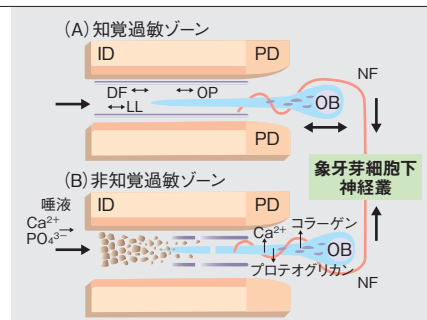 (A)知覚過敏ゾーン
ID
PD
NF
DF ↔ ↔ OP
↔LL
OB
PD
象牙芽細胞下
神経叢
(B)非知覚過敏ゾーン
唾液
ID
PD
Ca²⁺
PO₄³⁻
Ca²⁺
コラーゲン
OB
プロテオグリカン
NF